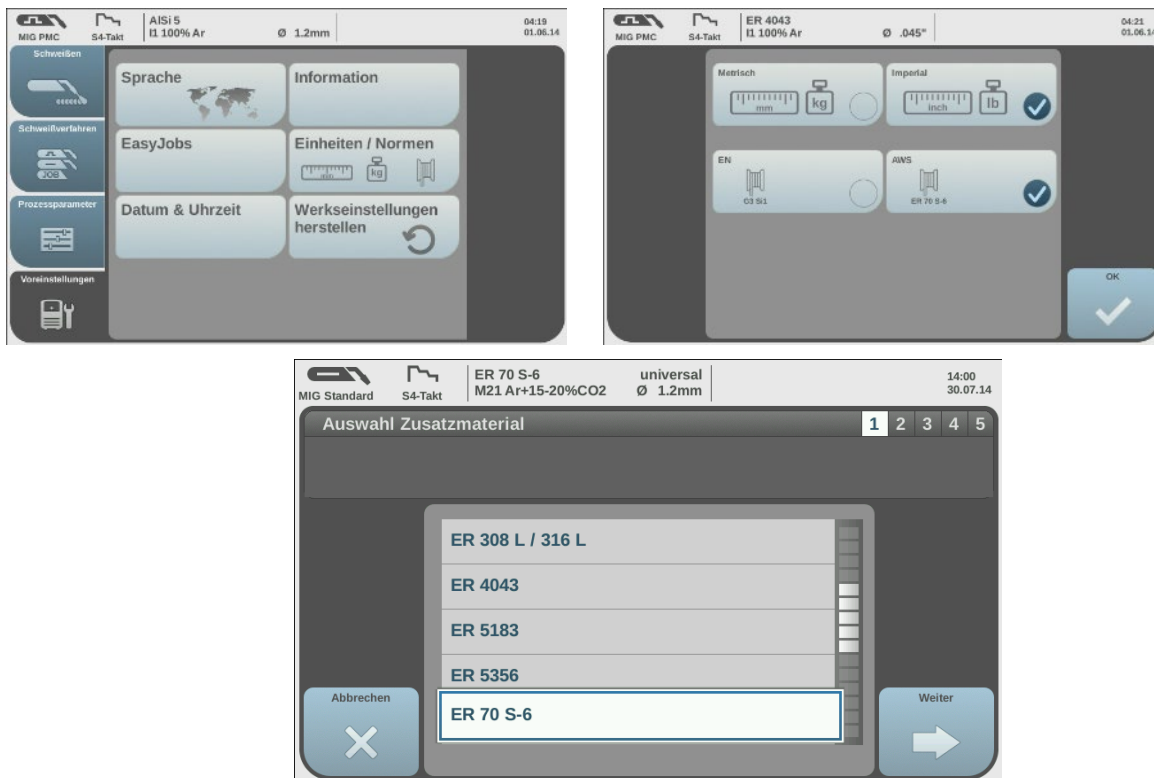 MIG PMC
S4-Takt
AlSi 5
I1 100% Ar Ø 1.2mm
04:19
01.06.14
Schweißen
Schweißverfahren
JOB
Prozessparameter
Voreinstellungen
Sprache
Information
EasyJobs
Einheiten / Normen
mm kg
Datum & Uhrzeit
Werkseinstellungen
herstellen
MIG PMC
S4-Takt
ER 4043
I1 100% Ar Ø .045"
04:21
01.06.14
Metrisch
mm kg
Imperial
inch lb
EN
G3 Si1
AWS
ER 70 S-6
OK
MIG Standard
S4-Takt
ER 70 S-6 universal
M21 Ar+15-20%CO2 Ø 1.2mm
14:00
30.07.14
Auswahl Zusatzmaterial 1 2 3 4 5
ER 308 L / 316 L
ER 4043
ER 5183
ER 5356
ER 70 S-6
Abbrechen
Weiter